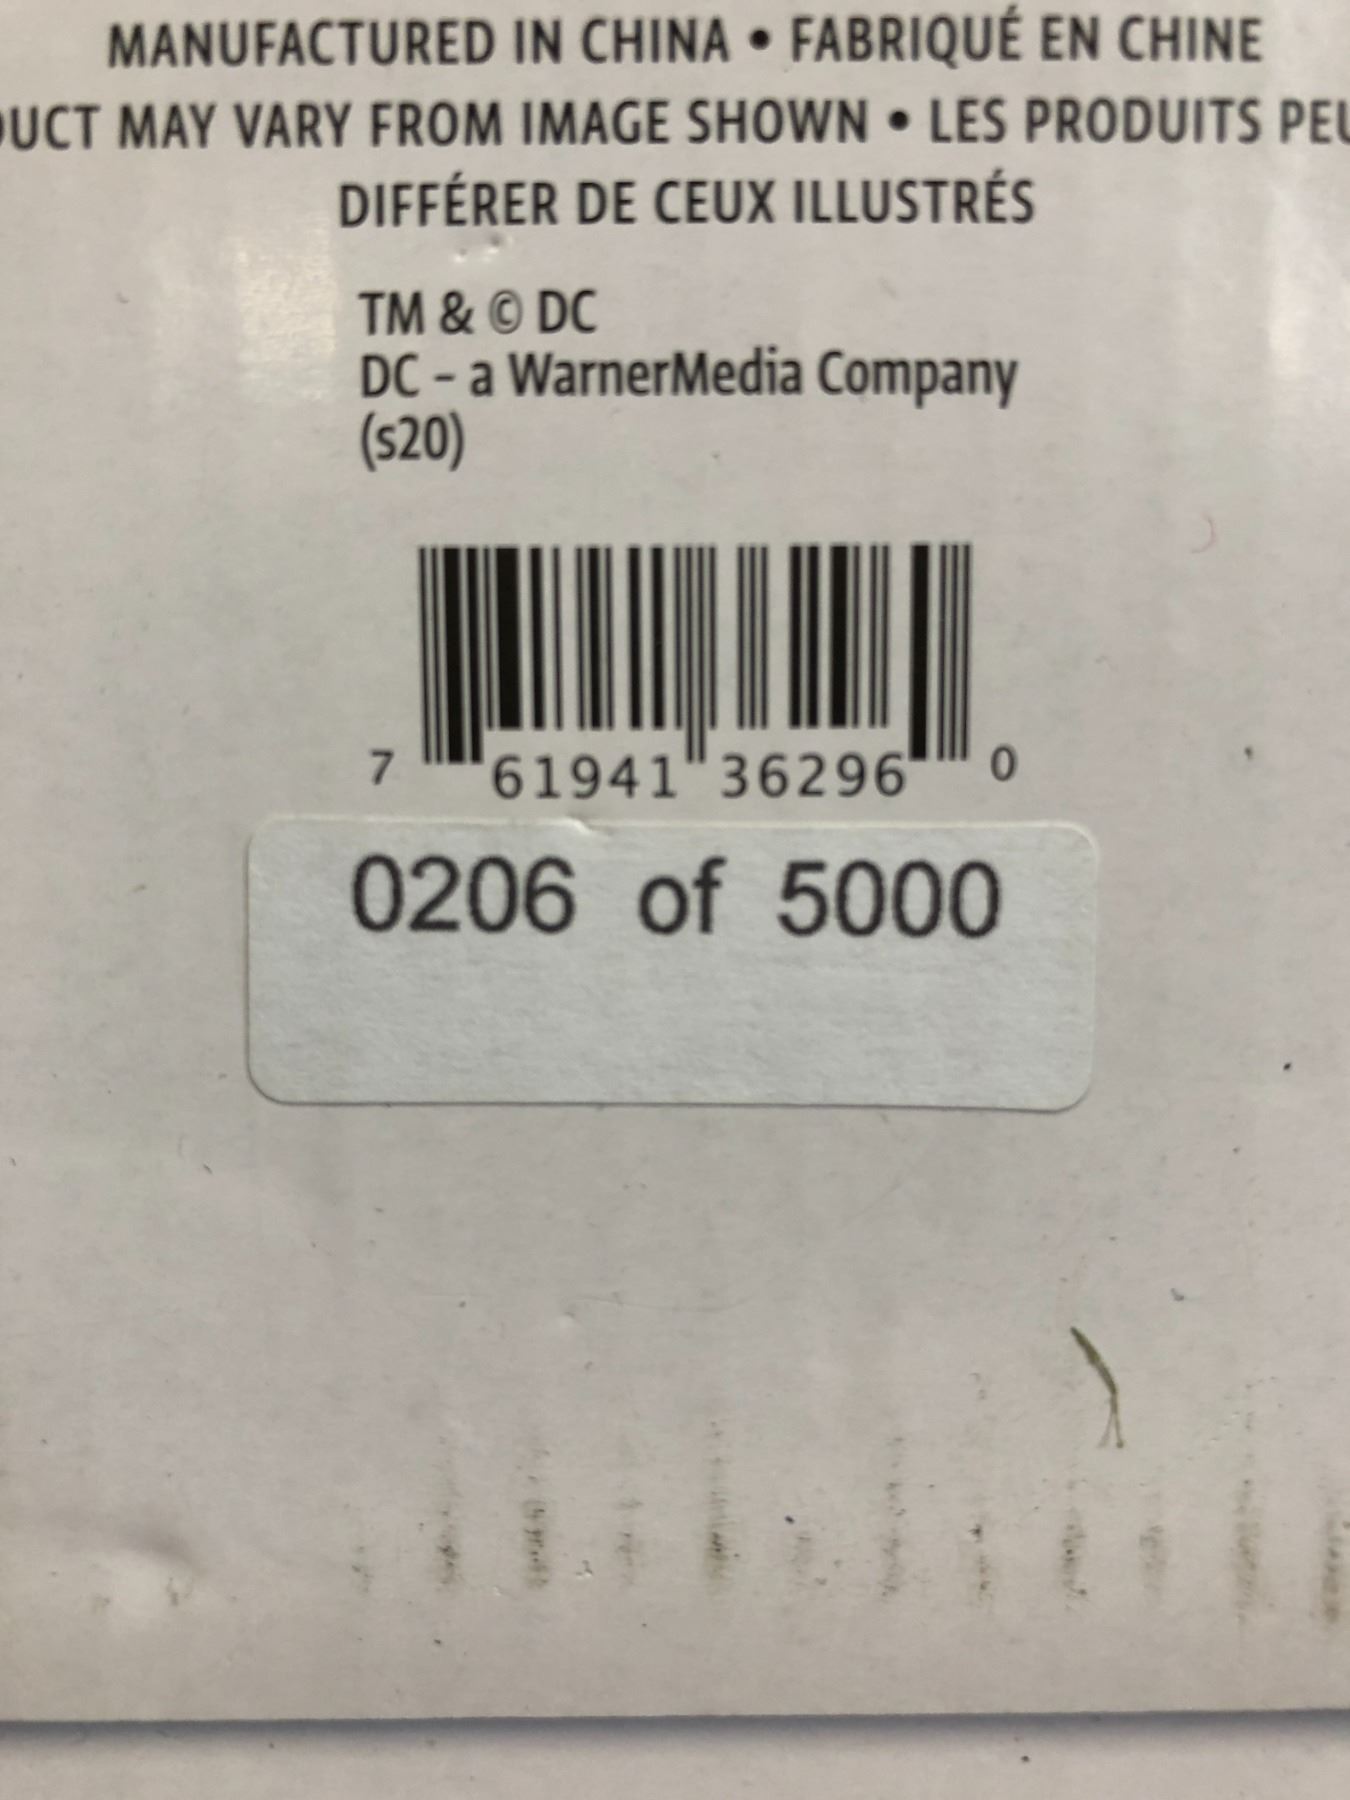 MANUFACTURED IN CHINA • FABRIQUÉ EN CHINE
MAY VARY FROM IMAGE SHOWN • LES PRODUITS
DIFFÉRER DE CEUX ILLUSTRÉS
TM & © DC
DC – a WarnerMedia Company
(s20)
7 61941 36296 0
0206 of 5000